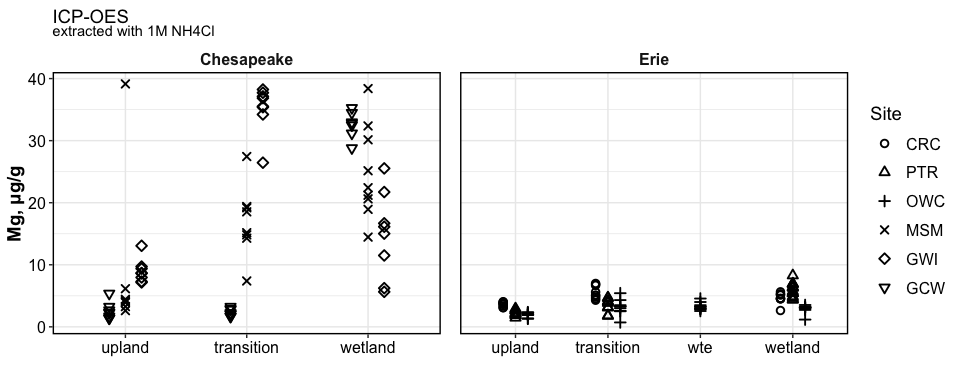 ICP-OES
extracted with 1M NH4Cl
Chesapeake
Erie
Mg, µg/g
40
30
20
10
0
upland
transition
wetland
upland
transition
wte
wetland
Site
CRC
PTR
OWC
MSM
GWI
GCW